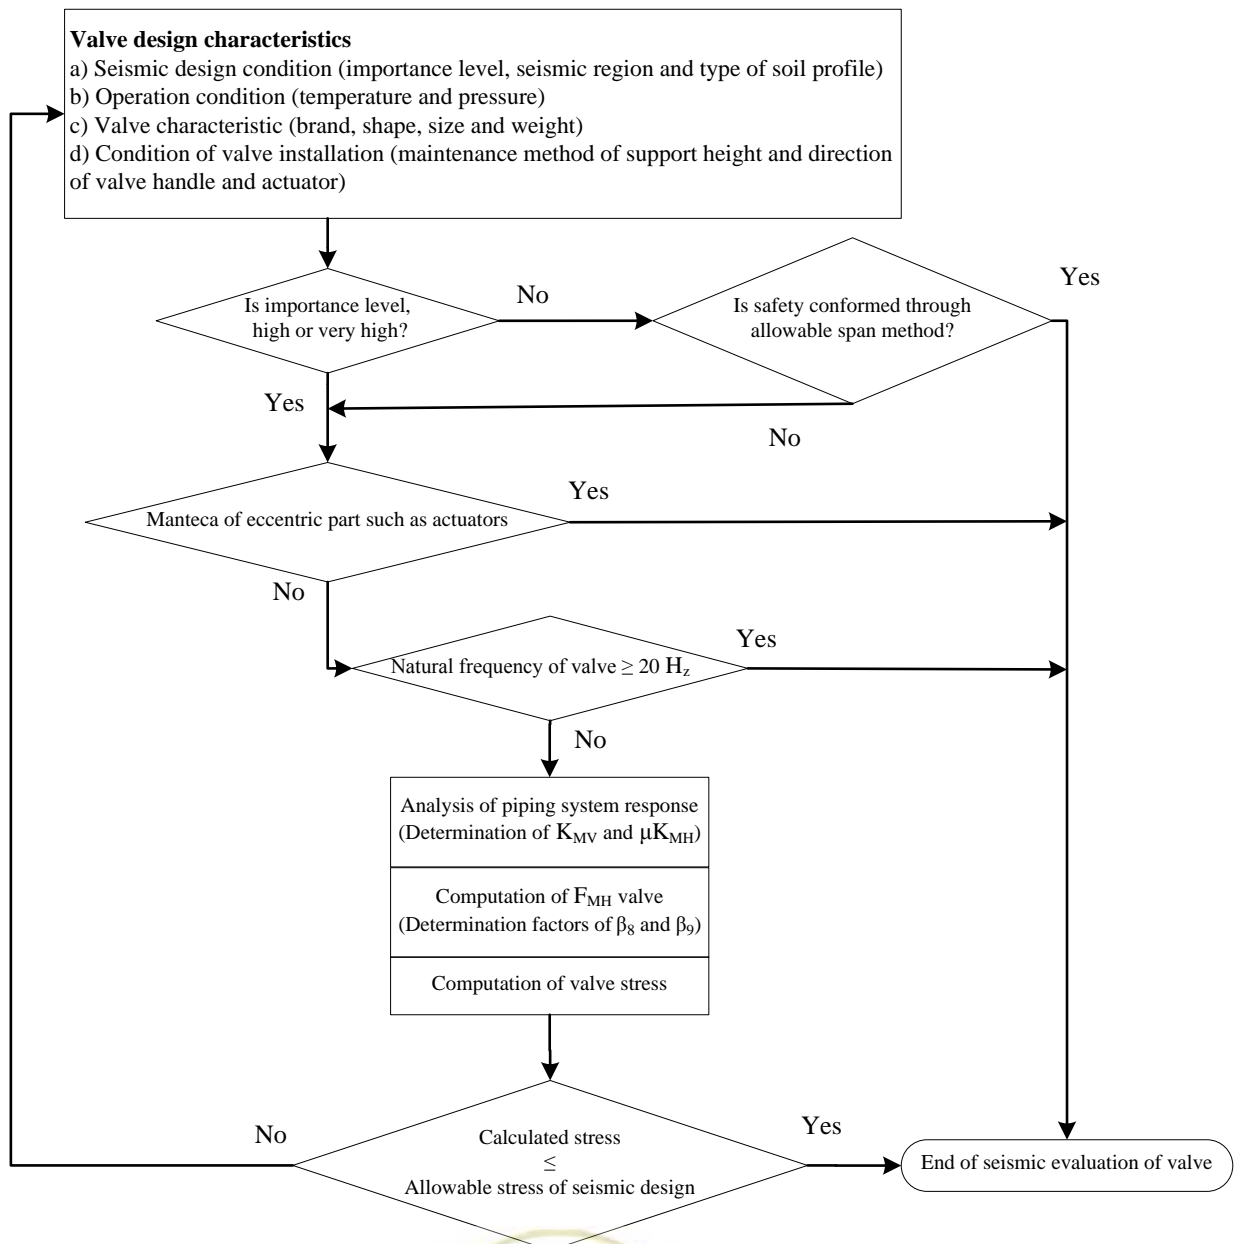 Valve design characteristics
a) Seismic design condition (importance level, seismic region and type of soil profile)
b) Operation condition (temperature and pressure)
c) Valve characteristic (brand, shape, size and weight)
d) Condition of valve installation (maintenance method of support height and direction
of valve handle and actuator)
Is importance level,
high or very high?
No
Is safety conformed through
allowable span method?
Yes
Yes
No
Manteca of eccentric part such as actuators
Yes
No
Natural frequency of valve ≥ 20 Hz
Yes
No
Analysis of piping system response
(Determination of KMV and µKMH)
Computation of FMH valve
(Determination factors of β8 and β9)
Computation of valve stress
No
Calculated stress
≤
Allowable stress of seismic design
Yes
End of seismic evaluation of valve